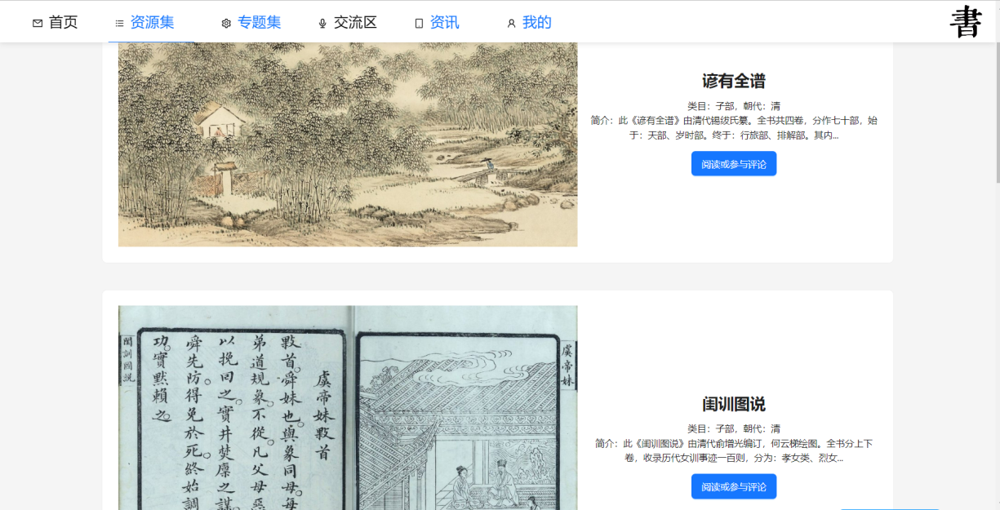 首页
资源集
专题集
交流区
资讯
我的
書
谚有全谱
类目：子部，朝代：清
简介：此《谚有全谱》由清代锡绂氏纂。全书共四卷，分作七十部，始
于：天部、岁时部。终于：行旅部、排解部。其内...
阅读或参与评论
虞帝妹
虞帝妹敤首
敤首舜妹也與象同母每
弟道規象不從凡父母惡
以挽回之實井焚廩之謀
舜先防得免於死終始調
功實默賴之
閨訓圖説
闺训图说
类目：子部，朝代：清
简介：此《闺训图说》由清代俞增光编订，何云梯绘图。全书分上下
卷，收录历代女训事迹一百则，分为：孝女类、烈女...
阅读或参与评论